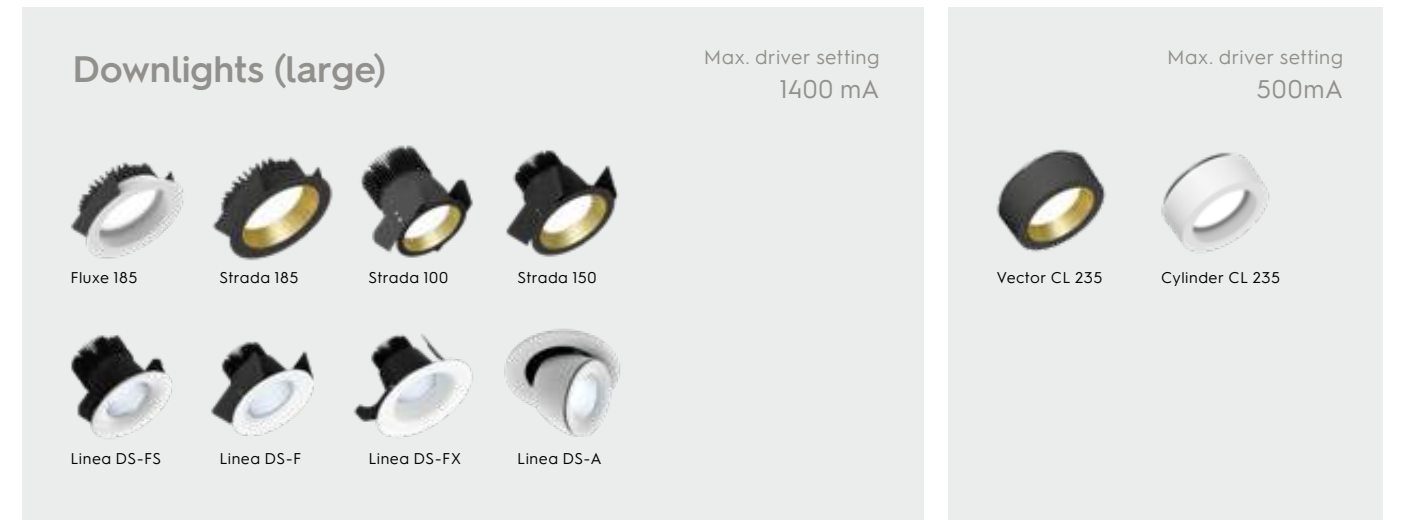 Downlights (large)
Max. driver setting
1400 mA
Fluxe 185
Strada 185
Strada 100
Strada 150
Linea DS-FS
Linea DS-F
Linea DS-FX
Linea DS-A
Max. driver setting
500mA
Vector CL 235
Cylinder CL 235